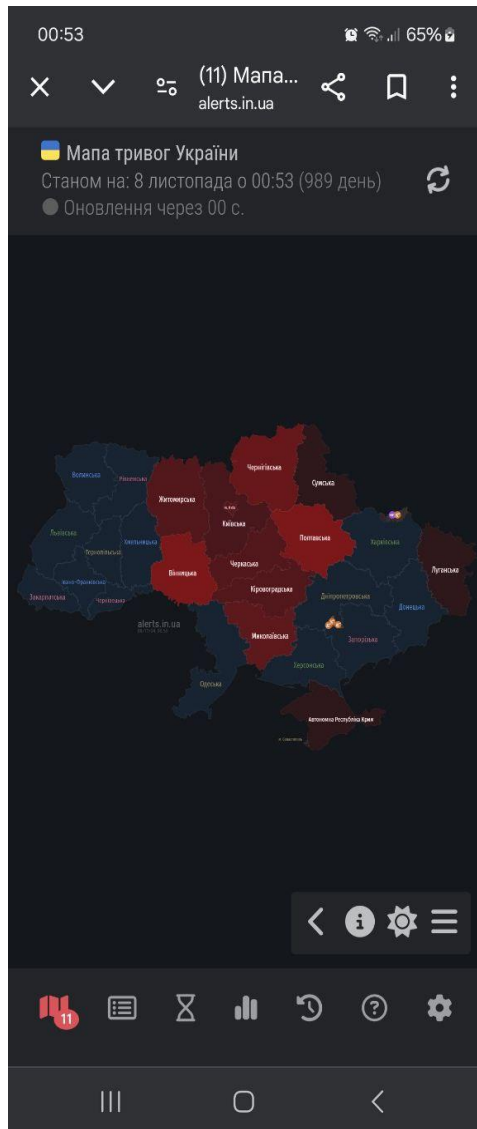 00:53
65%
(11) Мапа...
alerts.in.ua
Мапа тривог України
Станом на: 8 листопада о 00:53 (989 день)
Оновлення через 00 с.
Чернігівська
Сумська
Волинська
Рівненська
Житомирська
Київська
Львівська
Тернопільська
Хмельницька
Полтавська
Харківська
Вінницька
Черкаська
Луганська
Івано-Франківська
Закарпатська
Чернівецька
Кіровоградська
Дніпропетровська
Донецька
alerts.in.ua
Миколаївська
Запорізька
Херсонська
Одеська
Автономна Республіка Крим
11